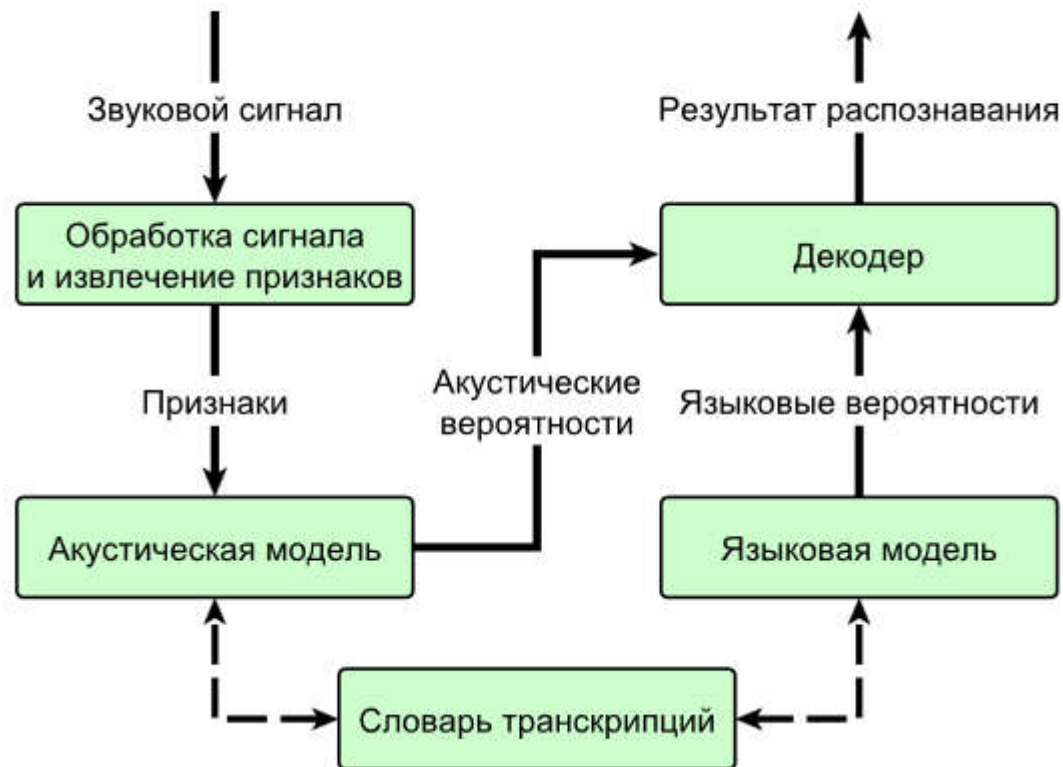 Звуковой сигнал
Результат распознавания
Обработка сигнала
и извлечение признаков
Декодер
Признаки
Акустические
вероятности
Языковые вероятности
Акустическая модель
Языковая модель
Словарь транскрипций